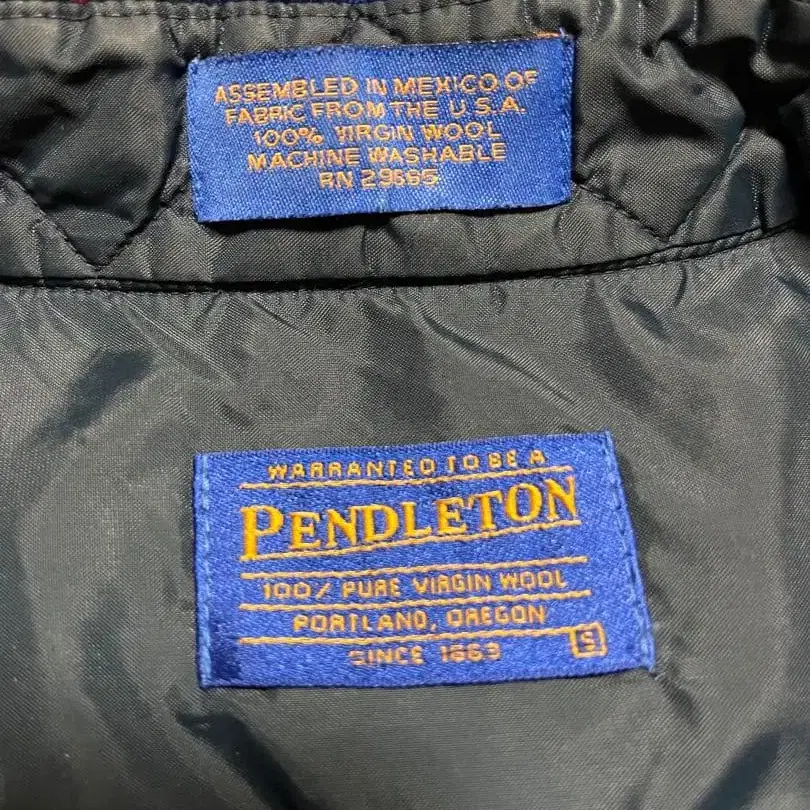 ASSEMBLED IN MEXICO OF
FABRIC FROM THE U.S.A.
100% VIRGIN WOOL
MACHINE WASHABLE
RN 29685
WARRANTED TO BE A
PENDLETON
100% PURE VIRGIN WOOL
PORTLAND, OREGON
SINCE 1863
S